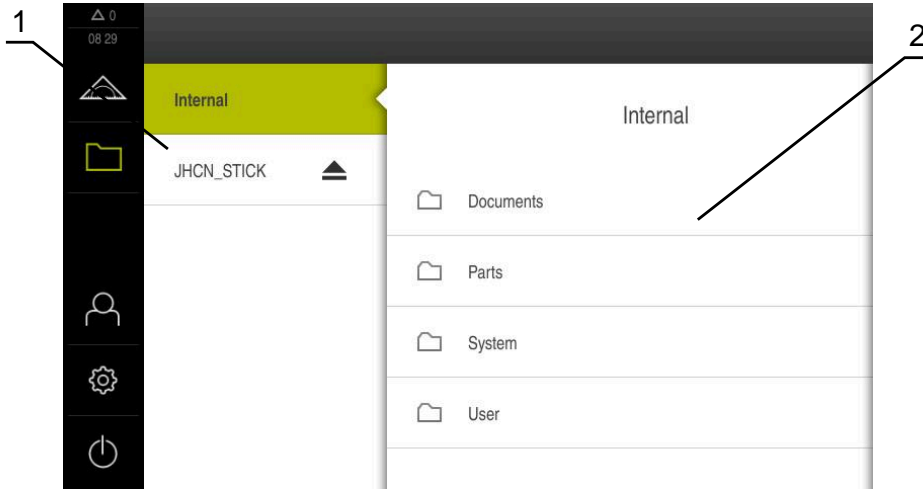 1
0
08 29
2
Internal
JHCN_STICK
Internal
Documents
Parts
System
User